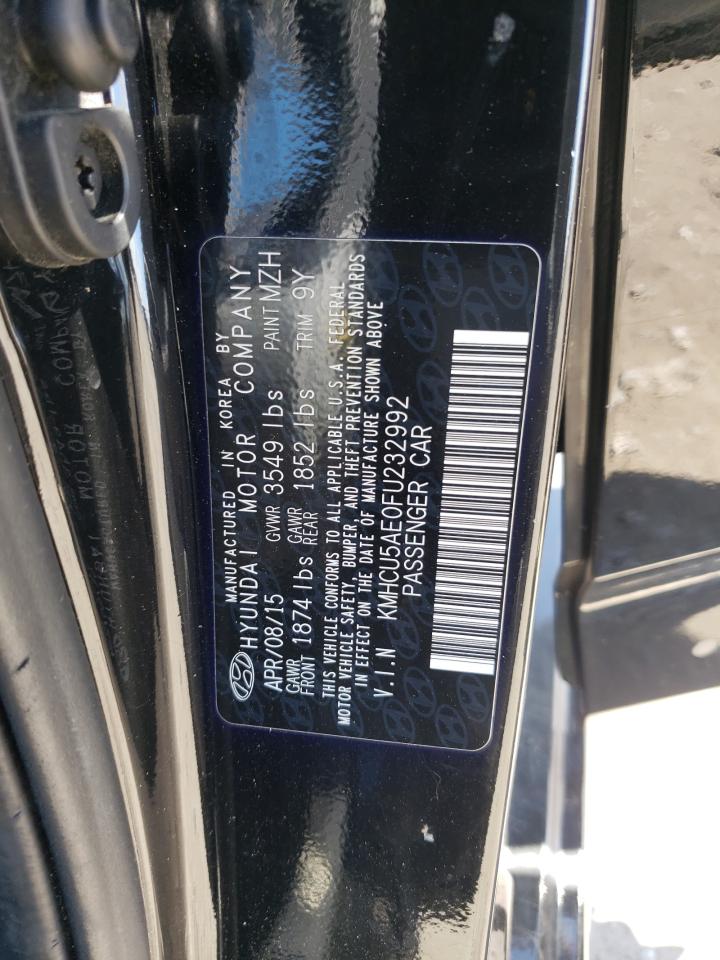 MANUFACTURED IN KOREA BY
HYUNDAI MOTOR COMPANY
APR/08/15 GVWR 3549 lbs PAINT MZH
GAWR FRONT 1874 lbs GAWR REAR 1852 lbs TRIM 9Y
THIS VEHICLE CONFORMS TO ALL APPLICABLE U.S.A. FEDERAL
MOTOR VEHICLE SAFETY, BUMPER, AND THEFT PREVENTION STANDARDS
IN EFFECT ON THE DATE OF MANUFACTURE SHOWN ABOVE
V.I.N KMHCU5AE0FU232992
PASSENGER CAR